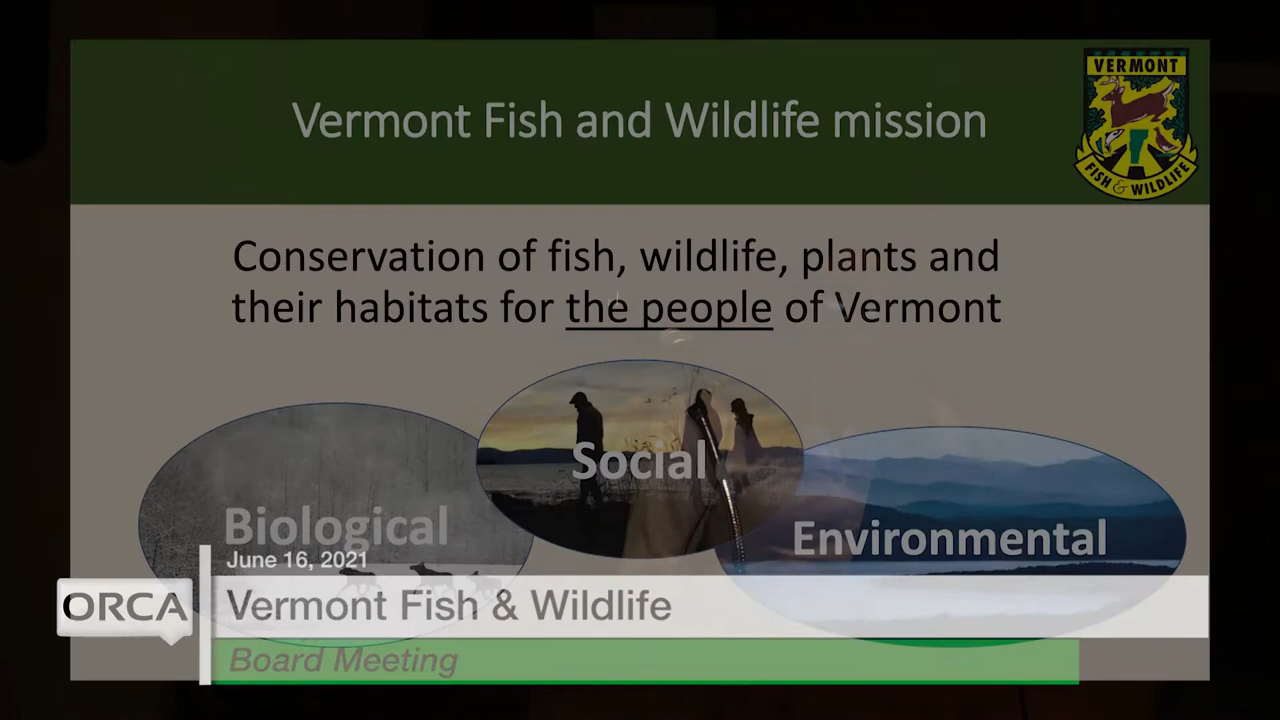 Vermont Fish and Wildlife mission
VERMONT
FISH & WILDLIFE
Conservation of fish, wildlife, plants and
their habitats for the people of Vermont
Social
Biological
Environmental
June 16, 2021
ORCA
Vermont Fish & Wildlife
Board Meeting